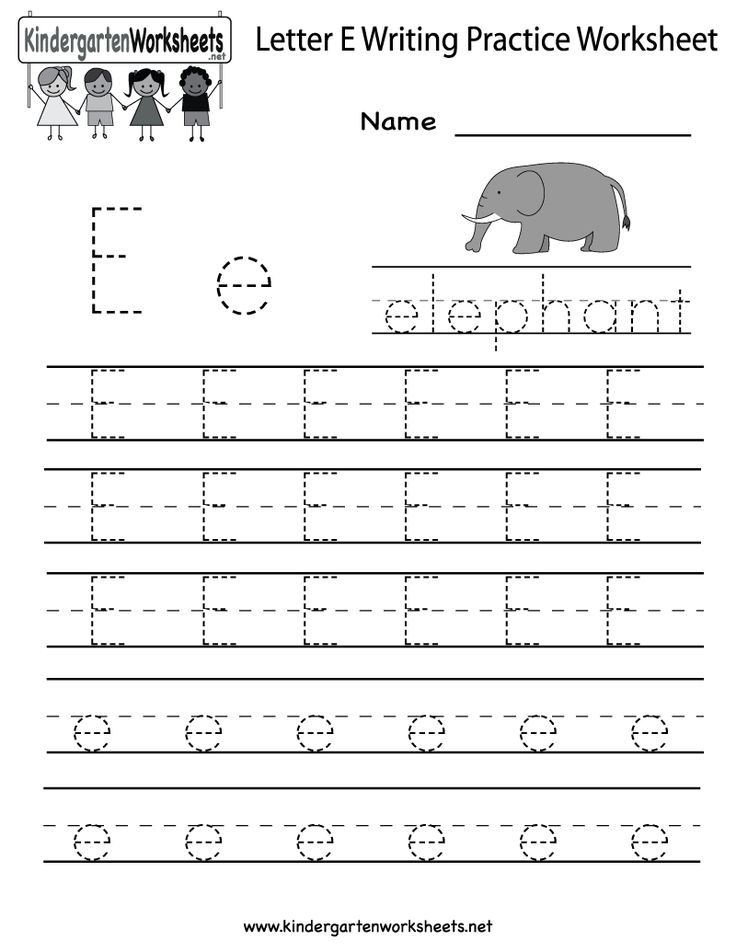 KindergartenWorksheets
.net
Letter E Writing Practice Worksheet
Name
E e
elephant
E E E E E E
E E E E E E
E E E E E E
e e e e e e
e e e e e e
www.kindergartenworksheets.net